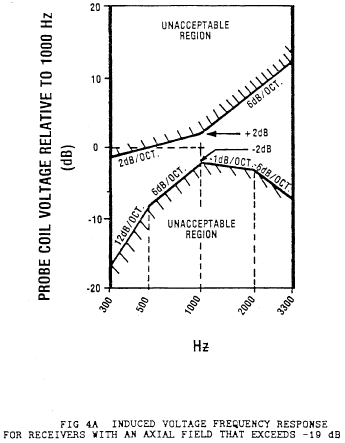 20
UNACCEPTABLE
REGION
10
6dB/OCT.
+2dB
0
2dB/OCT.
-2dB
-1dB/OCT.
-6dB/OCT.
6dB/OCT.
12dB/OCT.
-10
UNACCEPTABLE
REGION
-20
300
500
1000
2000
3300
Hz
PROBE COIL VOLTAGE RELATIVE TO 1000 Hz
(dB)
FIG 4A INDUCED VOLTAGE FREQUENCY RESPONSE
FOR RECEIVERS WITH AN AXIAL FIELD THAT EXCEEDS -19 dB